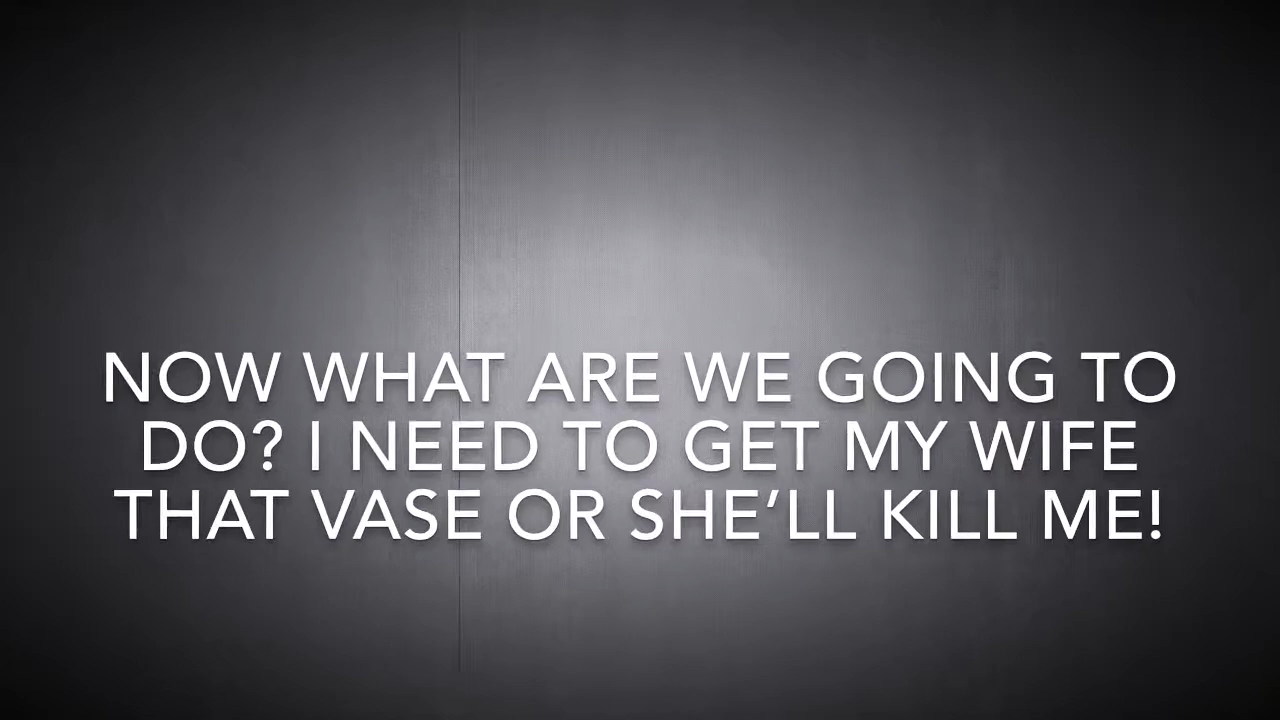 NOW WHAT ARE WE GOING TO
DO? I NEED TO GET MY WIFE
THAT VASE OR SHE’LL KILL ME!